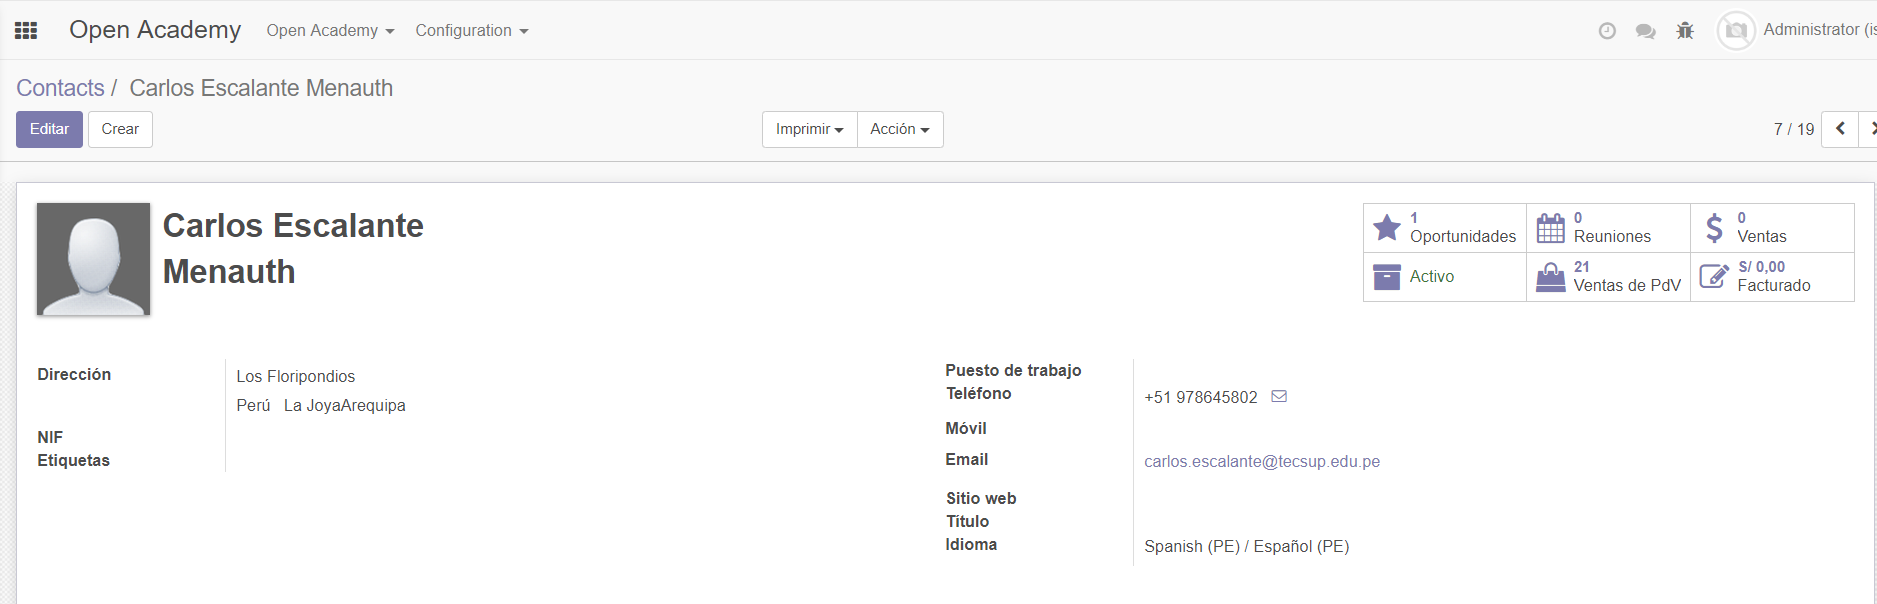 Open Academy Open Academy Configuration Administrator (is
Contacts / Carlos Escalante Menauth
Editar Crear Imprimir Acción 7 / 19
Carlos Escalante
Menauth
1
Oportunidades
0
Reuniones
0
Ventas
Activo
21
Ventas de PdV
S/ 0,00
Facturado
Dirección
Los Floripondios
Perú La JoyaArequipa
NIF
Etiquetas
Puesto de trabajo
Teléfono
+51 978645802
Móvil
Email
carlos.escalante@tecsup.edu.pe
Sitio web
Título
Idioma
Spanish (PE) / Español (PE)